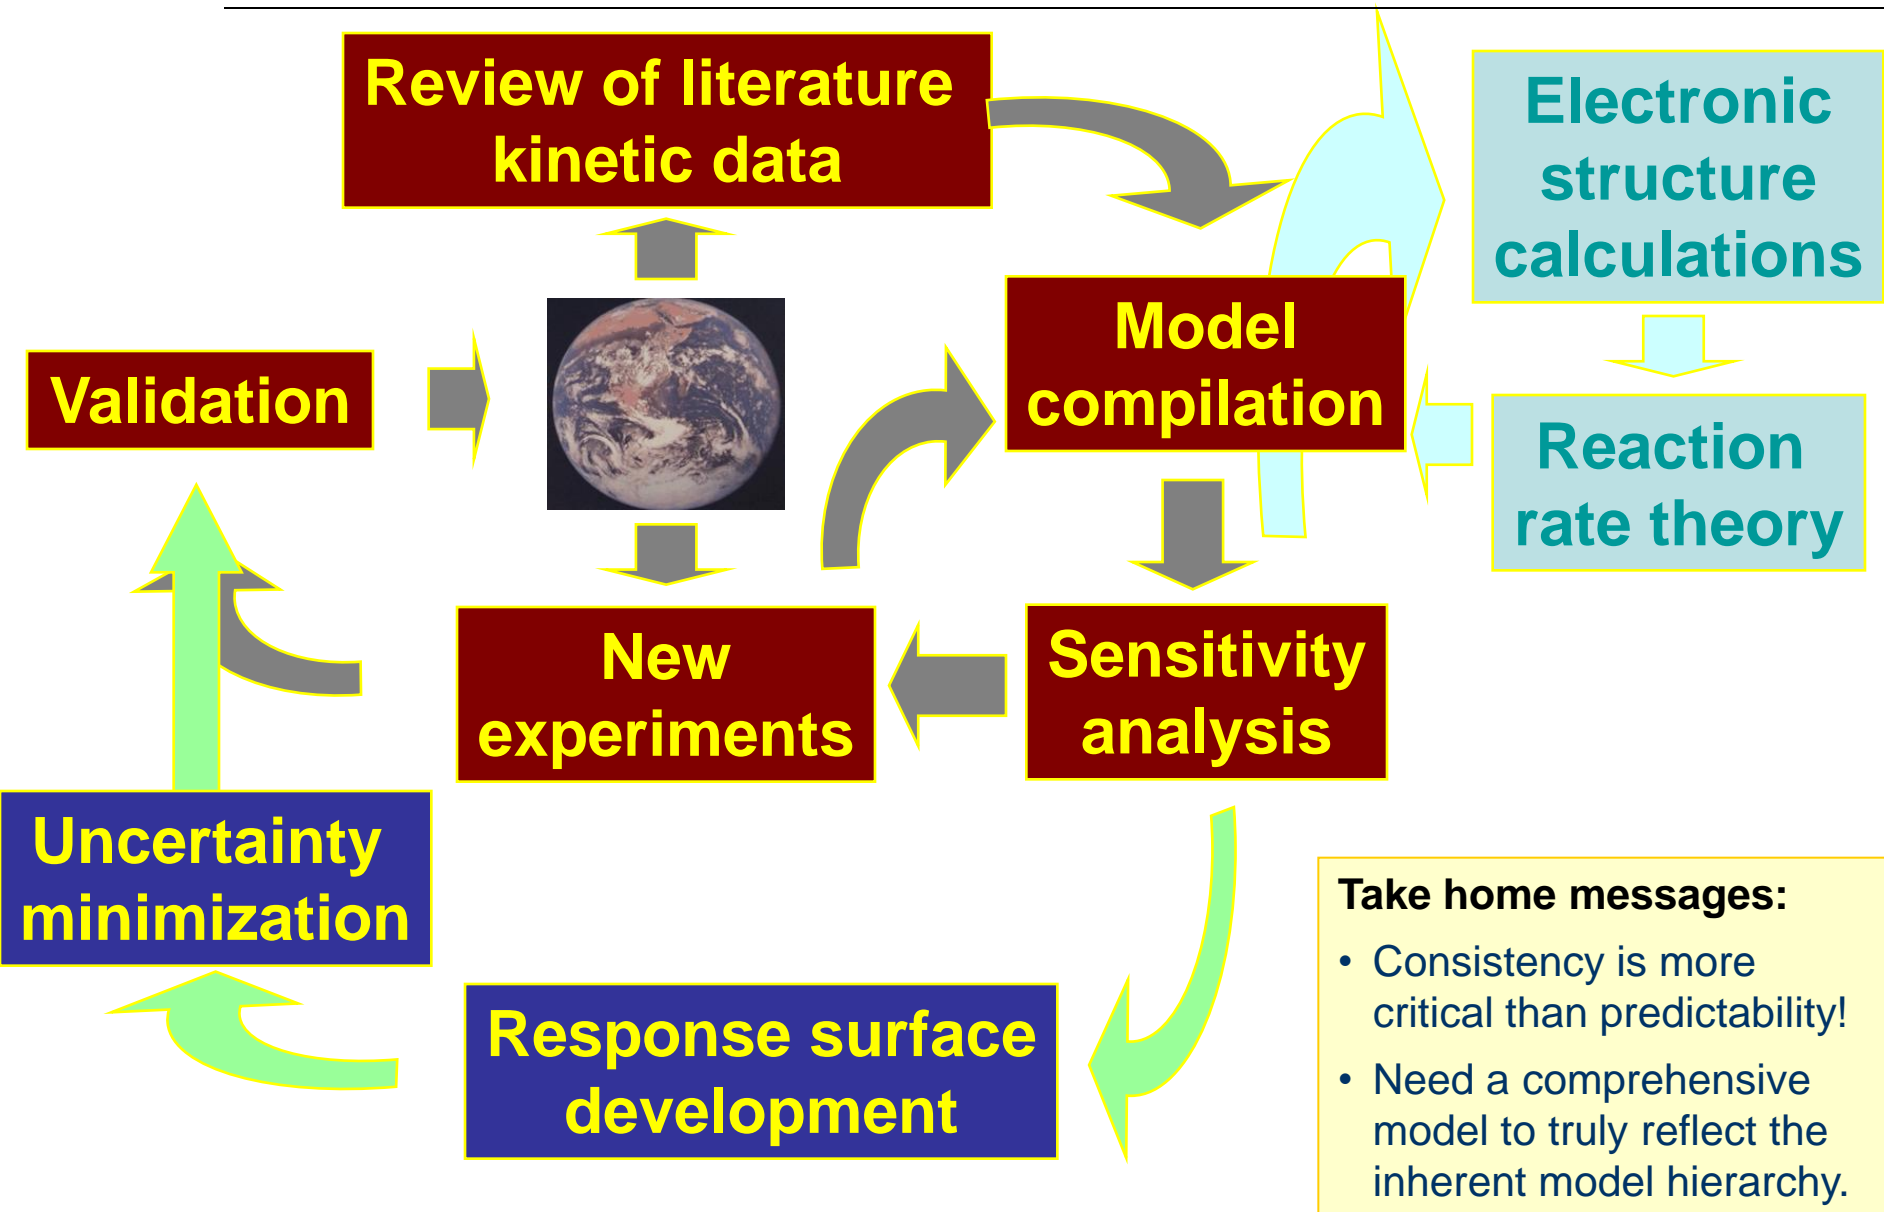 Review of literature
kinetic data
Electronic
structure
calculations
Model
compilation
Validation
Reaction
rate theory
New
experiments
Sensitivity
analysis
Uncertainty
minimization
Response surface
development
Take home messages:
• Consistency is more
critical than predictability!
• Need a comprehensive
model to truly reflect the
inherent model hierarchy.